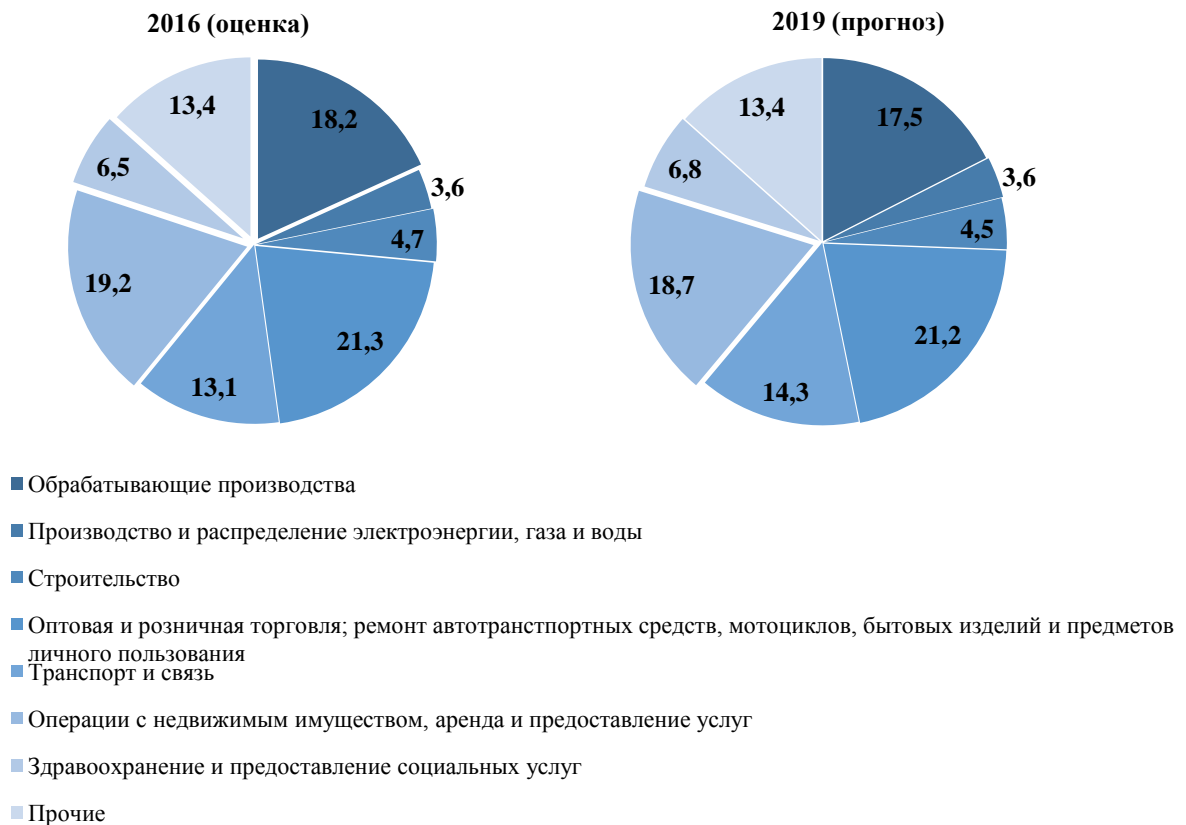 2016 (оценка)
2019 (прогноз)
13,4
18,2
6,5
3,6
4,7
19,2
21,3
13,1
13,4
17,5
6,8
3,6
4,5
18,7
21,2
14,3
Обрабатывающие производства
Производство и распределение электроэнергии, газа и воды
Строительство
Оптовая и розничная торговля; ремонт автотранстпортных средств, мотоциклов, бытовых изделий и предметов
личного пользования
Транспорт и связь
Операции с недвижимым имуществом, аренда и предоставление услуг
Здравоохранение и предоставление социальных услуг
Прочие